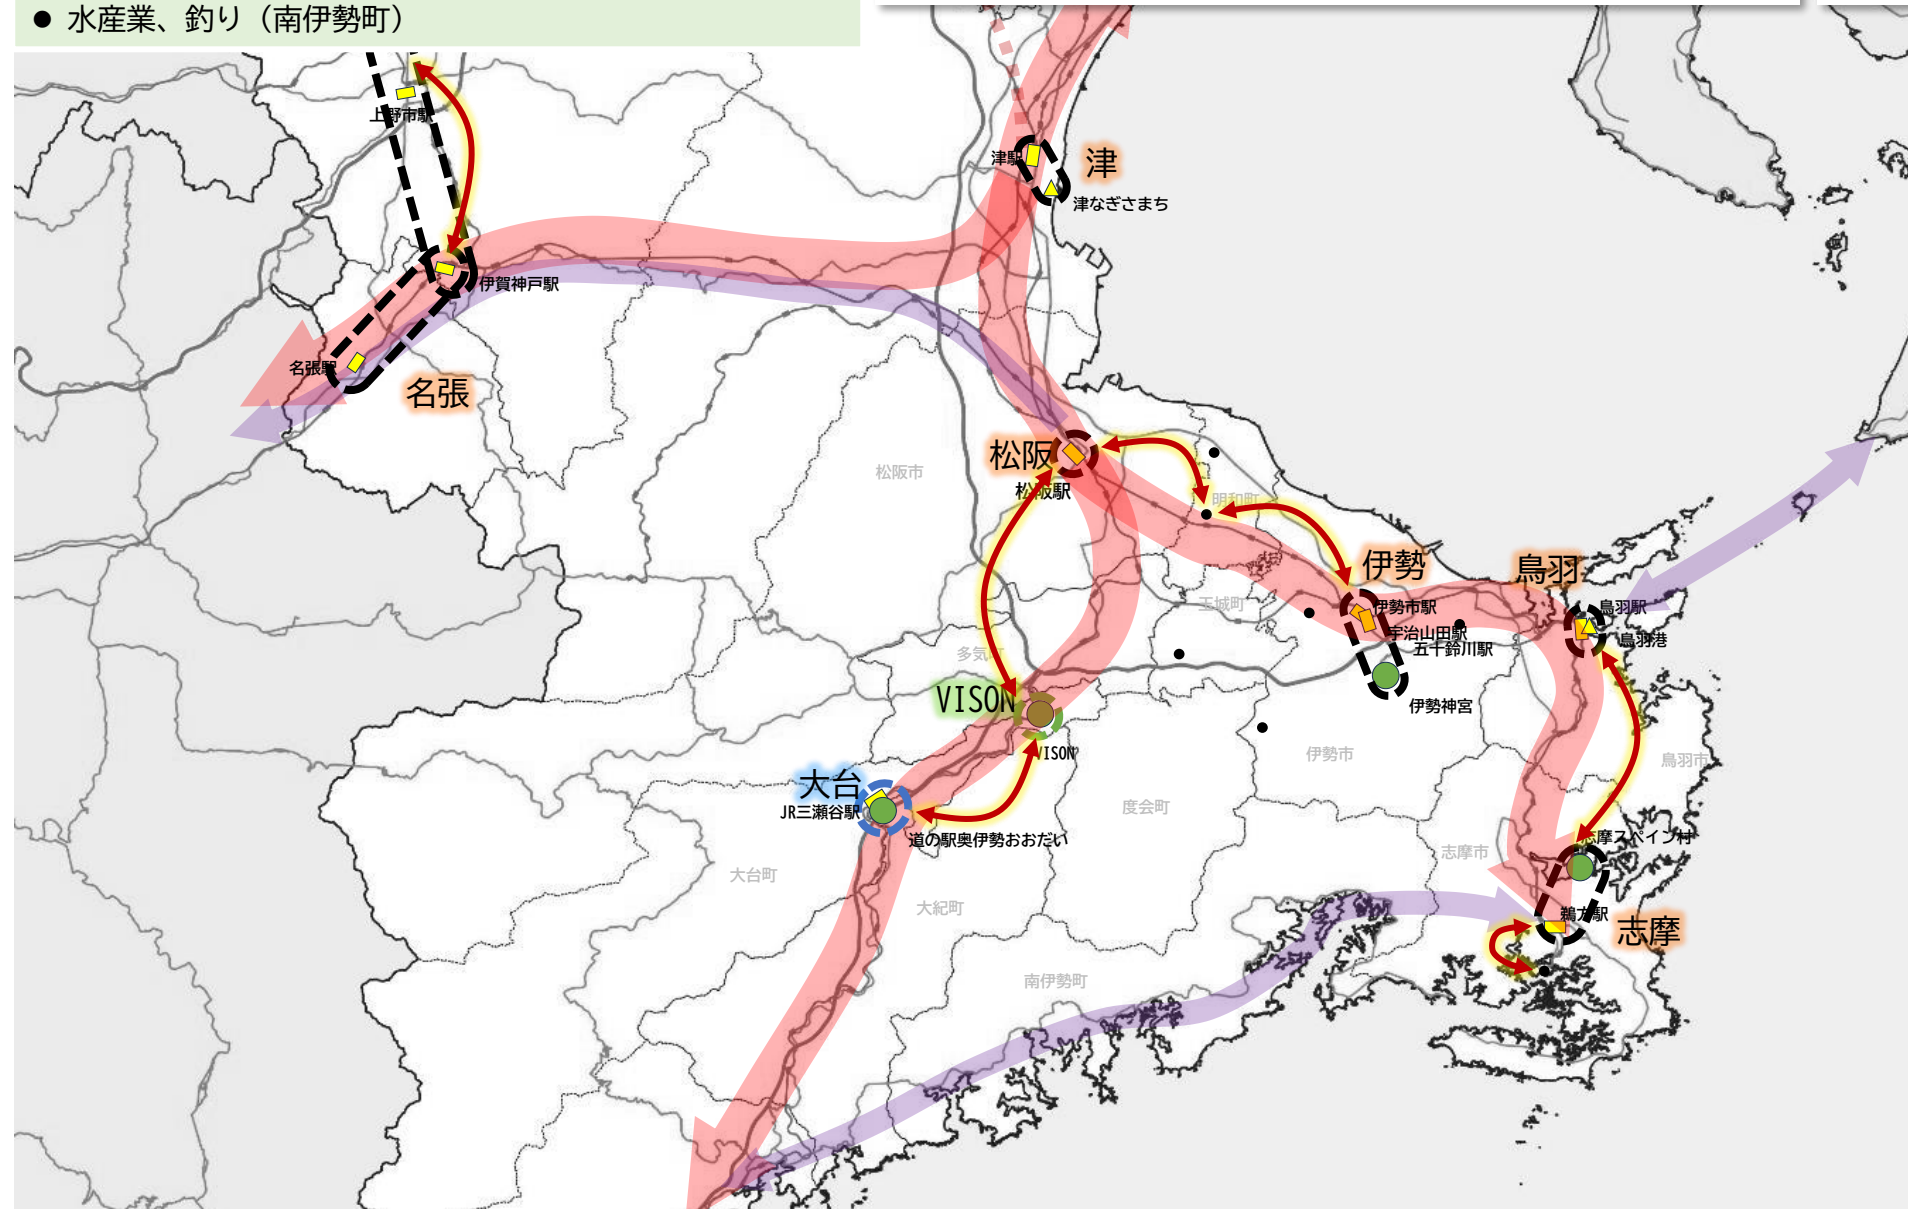 ● 水産業、釣り（南伊勢町）
上野市駅
津駅
津
津なぎさまち
伊賀神戸駅
名張駅
名張
松阪
松阪駅
松阪市
明和町
伊勢
鳥羽
玉城町
伊勢市駅
鳥羽駅
宇治山田駅
鳥羽港
五十鈴川駅
多気町
VISON
伊勢神宮
VISON
伊勢市
鳥羽市
大台
JR三瀬谷駅
度会町
道の駅奥伊勢おおだい
志摩スペイン村
志摩市
大台町
大紀町
鵜方駅
志摩
南伊勢町